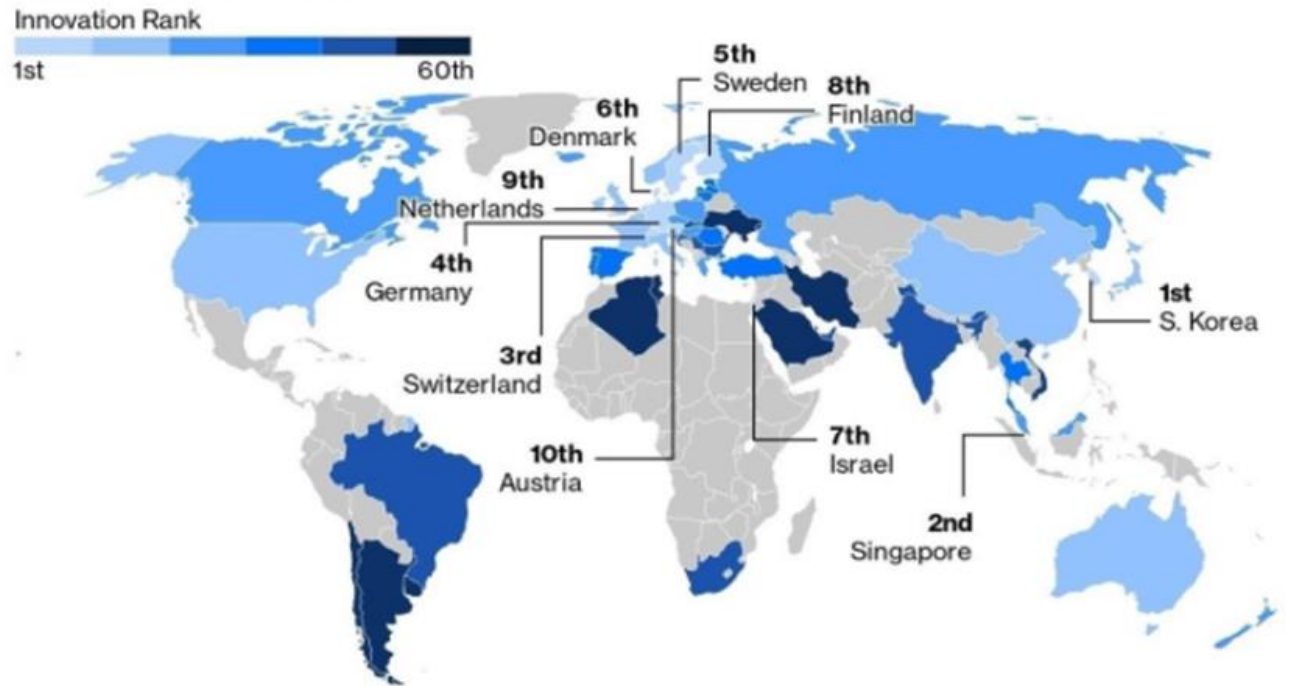 Innovation Rank
1st
60th
5th
Sweden
8th
Finland
6th
Denmark
9th
Netherlands
4th
Germany
1st
S. Korea
3rd
Switzerland
7th
Israel
10th
Austria
2nd
Singapore